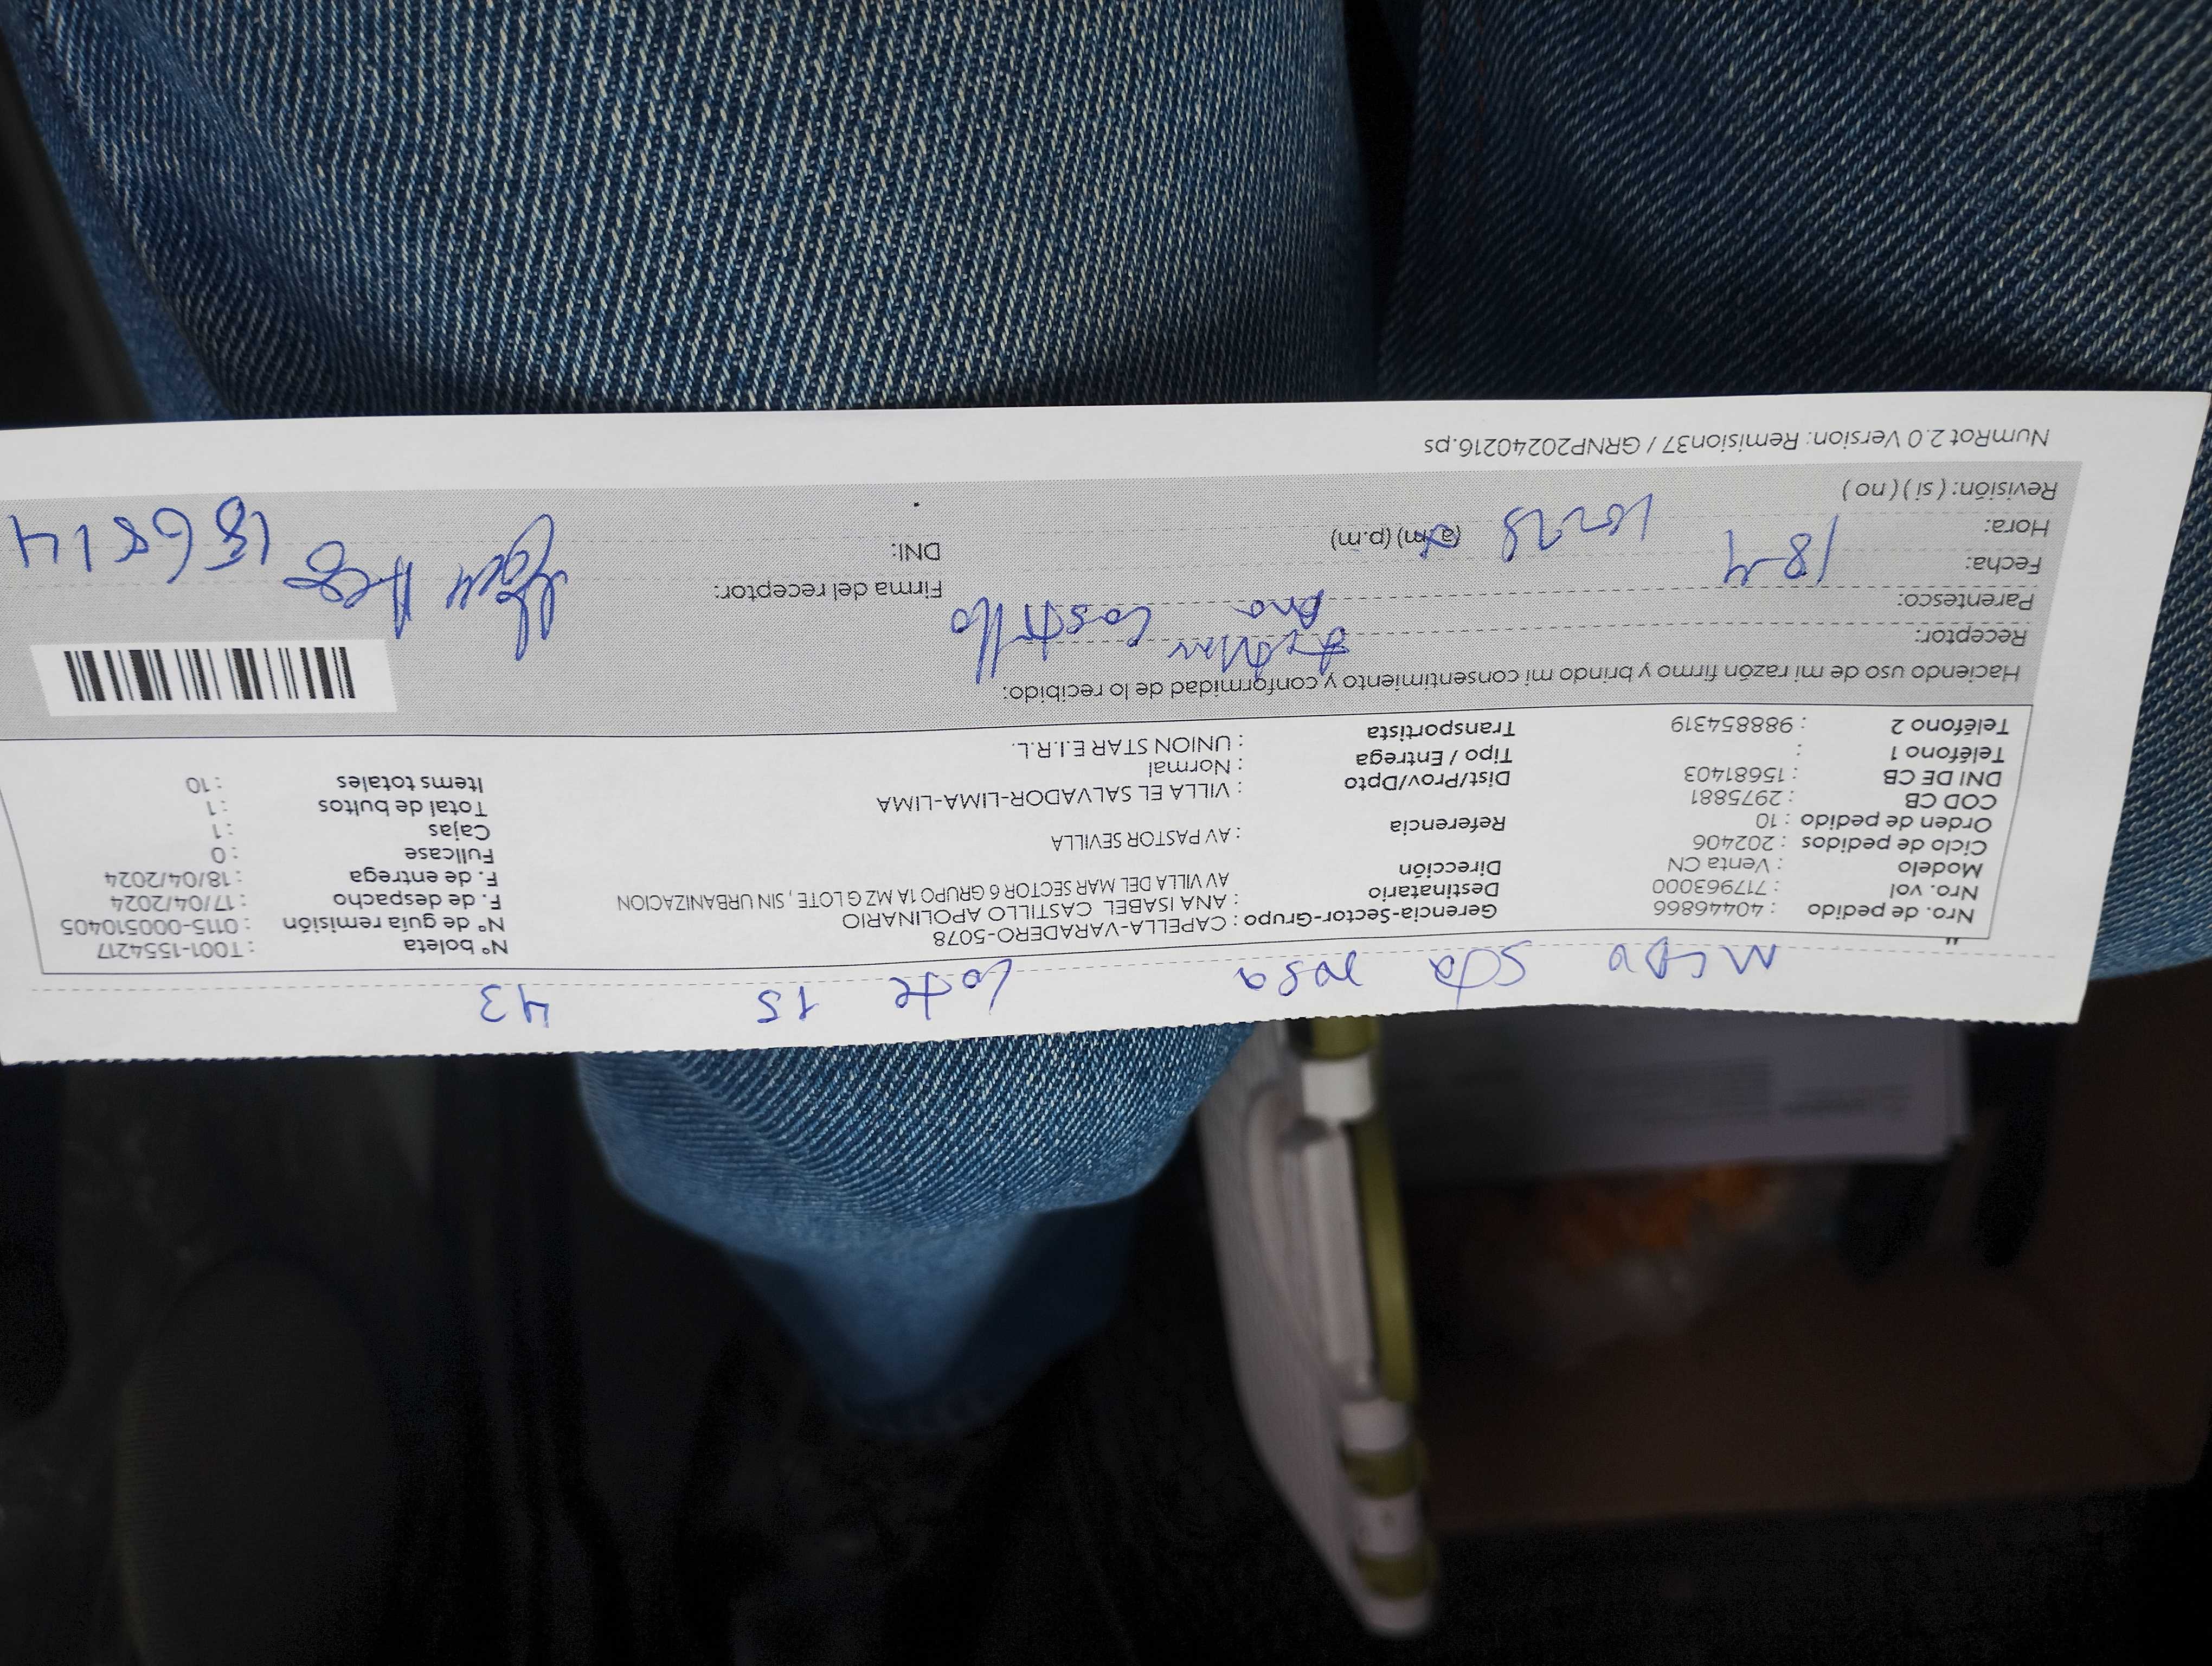 Mcdo Sta rosa Lote 15 43
Nro. de pedido : 40446866
Nro. vol : 717963000
Modelo : Venta CN
Ciclo de pedidos : 202406
Orden de pedido : 10
COD CB : 2975881
DNI DE CB : 15681403
Teléfono 1 :
Teléfono 2 : 988854319
Gerencia-Sector-Grupo : CAPELLA-VARADERO-5078
Destinatario : ANA ISABEL CASTILLO APOLINARIO
Dirección AV VILLA DEL MAR SECTOR 6 GRUPO 1A MZ G LOTE , SIN URBANIZACION
Referencia : AV PASTOR SEVILLA
Dist/Prov/Dpto : VILLA EL SALVADOR-LIMA-LIMA
Tipo / Entrega : Normal
Transportista : UNION STAR E.I.R.L.
N° boleta : T001-1554217
N° de guía remisión : 0115-000510405
F. de despacho : 17/04/2024
F. de entrega : 18/04/2024
Fullcase : 0
Cajas : 1
Total de bultos : 1
Items totales : 10
Haciendo uso de mi razón firmo y brindo mi consentimiento y conformidad de lo recibido:
Receptor:
Ana Castillo
Parentesco:
Fecha: 18-4
Hora: (a.m) (p.m)
Revisión: ( si ) ( no )
Firma del receptor:
DNI:
NumRot 2.0 Version: Remision37 / GRNP20240216.ps